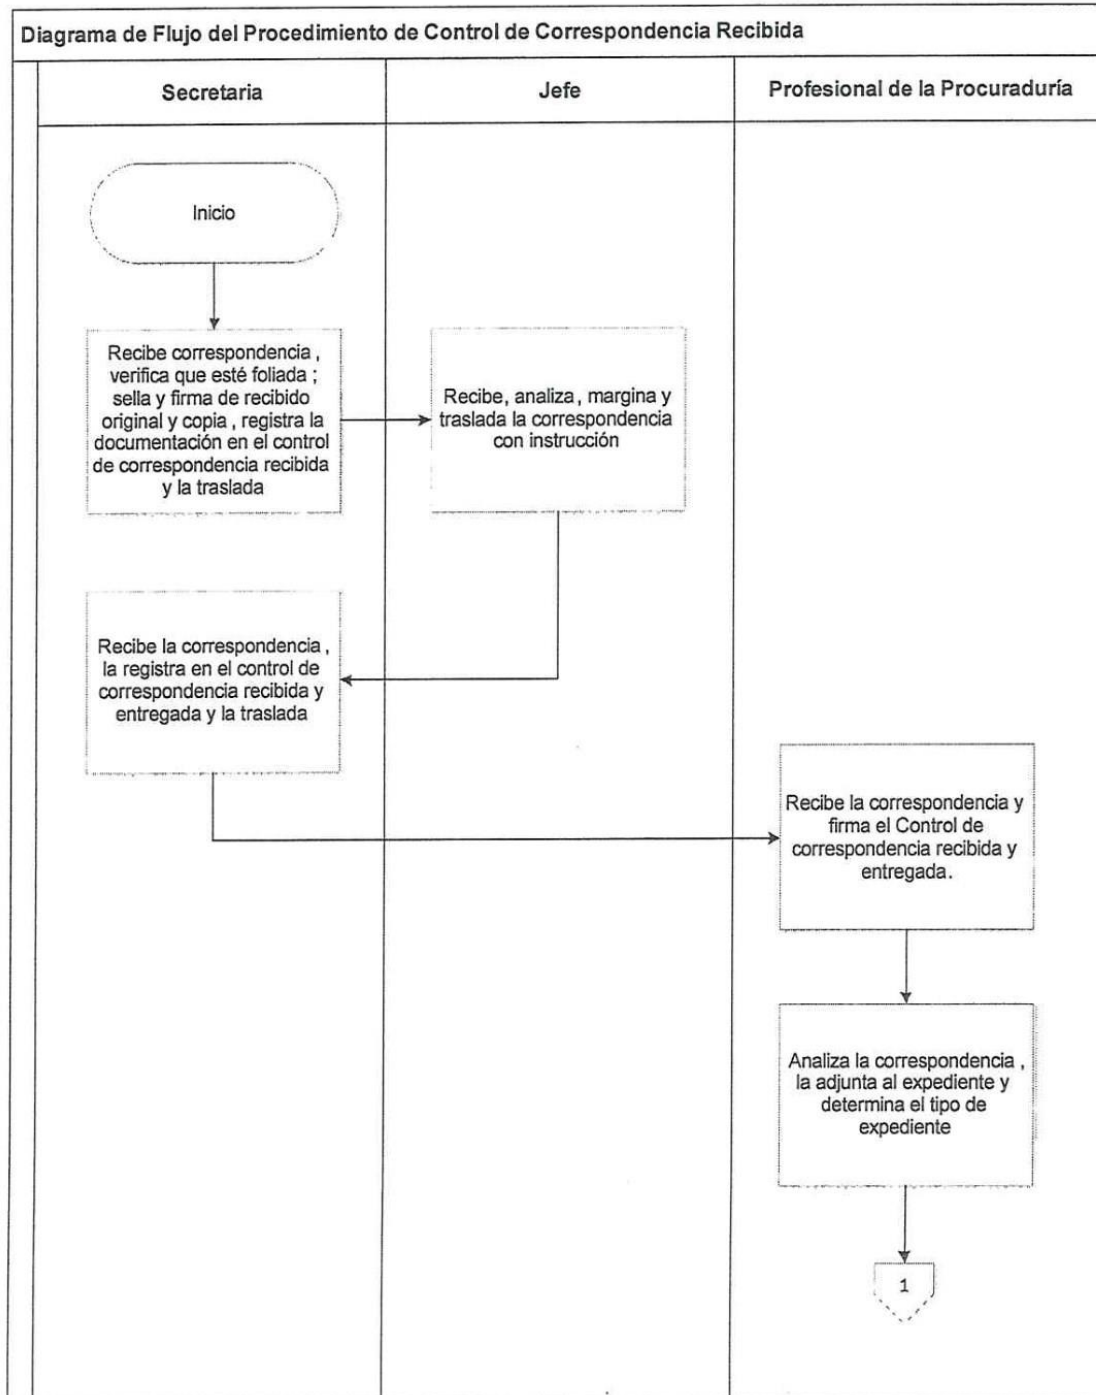 Diagrama de Flujo del Procedimiento de Control de Correspondencia Recibida
Secretaria
Jefe
Profesional de la Procuraduría
Inicio
Recibe correspondencia ,
verifica que esté foliada ;
sella y firma de recibido
original y copia , registra la
documentación en el control
de correspondencia recibida
y la traslada
Recibe, analiza , margina y
traslada la correspondencia
con instrucción
Recibe la correspondencia ,
la registra en el control de
correspondencia recibida y
entregada y la traslada
Recibe la correspondencia y
firma el Control de
correspondencia recibida y
entregada.
Analiza la correspondencia ,
la adjunta al expediente y
determina el tipo de
expediente
1